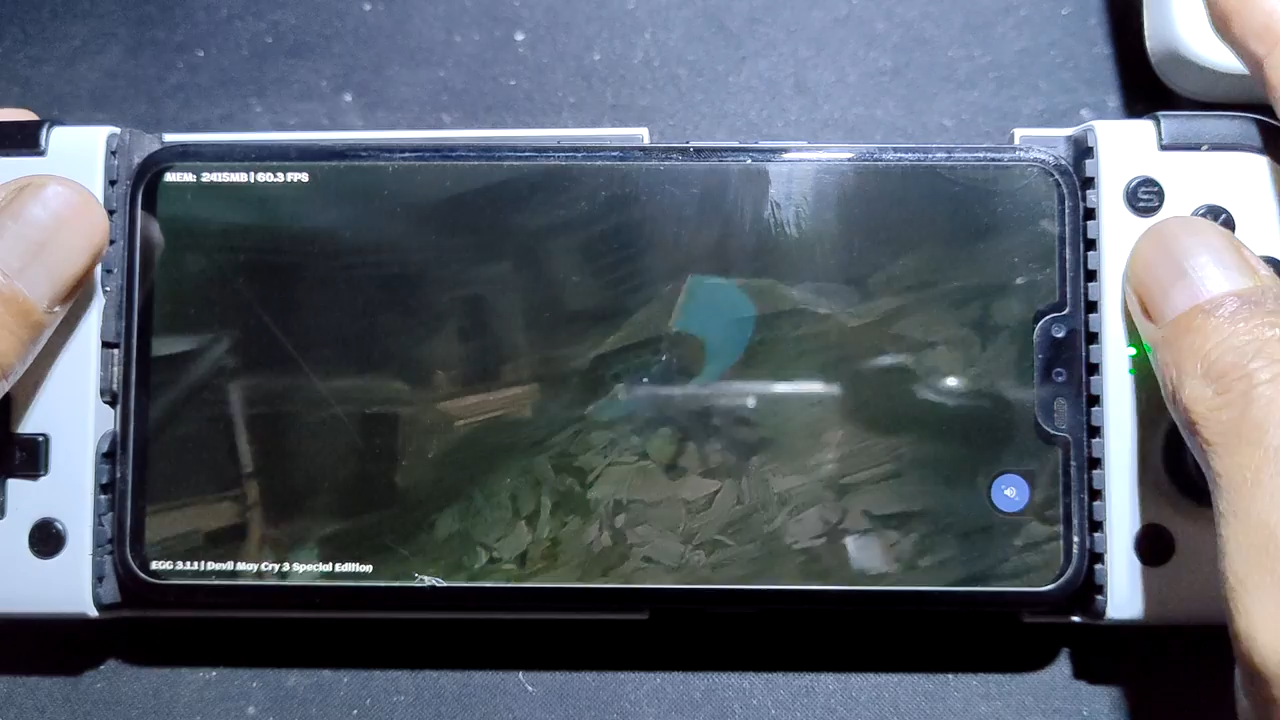 MEM: 2415MB | 60.3 FPS
S
EGG 3.1.1 | Devil May Cry 3 Special Edition